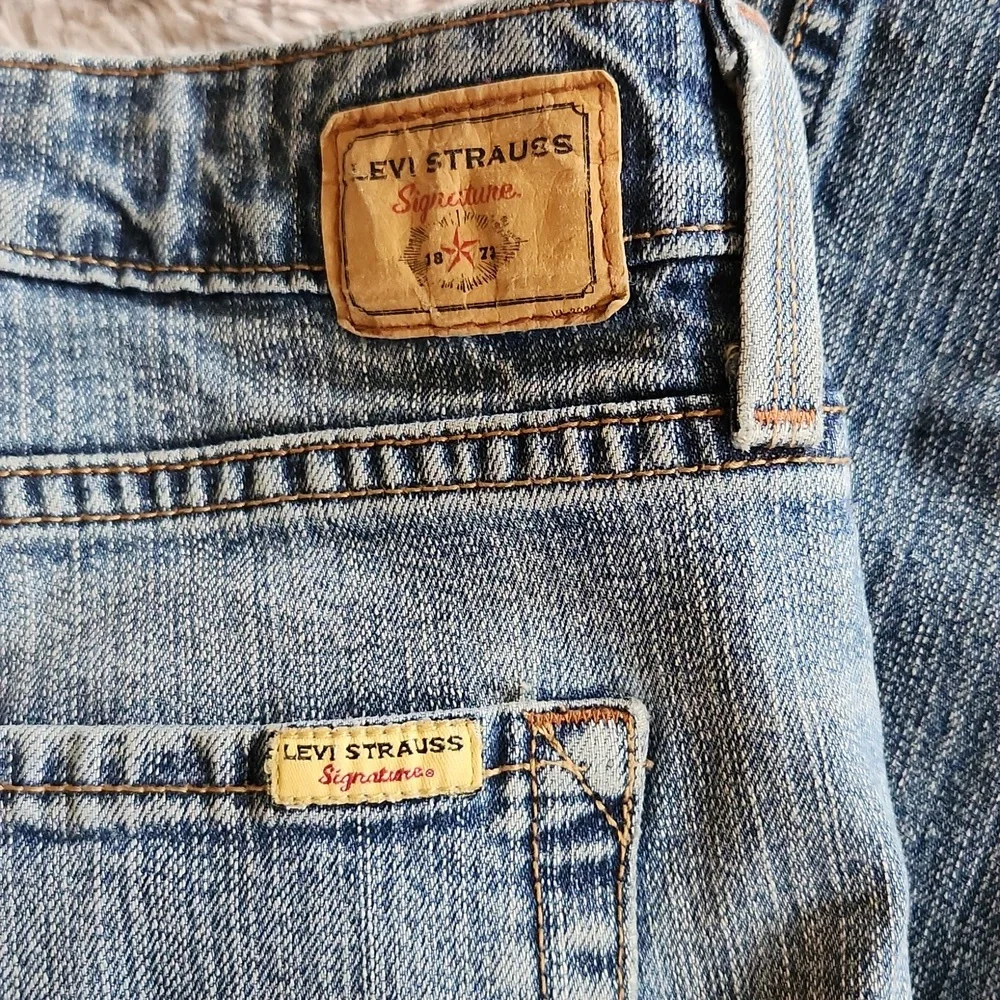 LEVI STRAUSS
Signature.
18 73
LEVI STRAUSS
Signature®